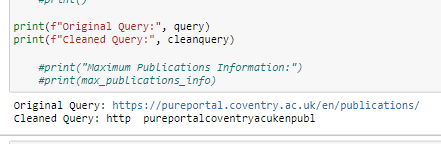 #print()
print(f"Original Query:", query)
print(f"Cleaned Query:", cleanquery)
#print("Maximum Publications Information:")
#print(max_publications_info)
Original Query: https://pureportal.coventry.ac.uk/en/publications/
Cleaned Query: http  pureportalcoventryacukenpubl